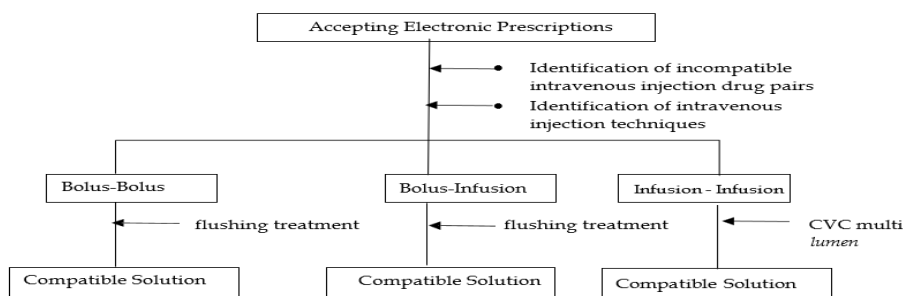 Accepting Electronic Prescriptions
Identification of incompatible
intravenous injection drug pairs
Identification of intravenous
injection techniques
Bolus-Bolus
Bolus-Infusion
Infusion - Infusion
flushing treatment
flushing treatment
CVC multi
lumen
Compatible Solution
Compatible Solution
Compatible Solution